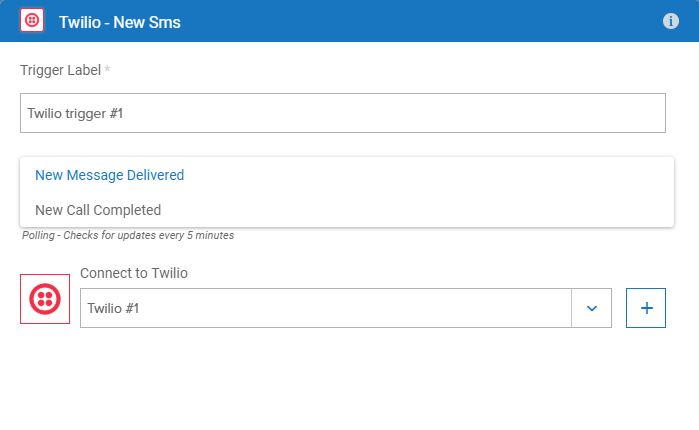 Twilio - New Sms
Trigger Label *
Twilio trigger #1
New Message Delivered
New Call Completed
Polling - Checks for updates every 5 minutes
Connect to Twilio
Twilio #1